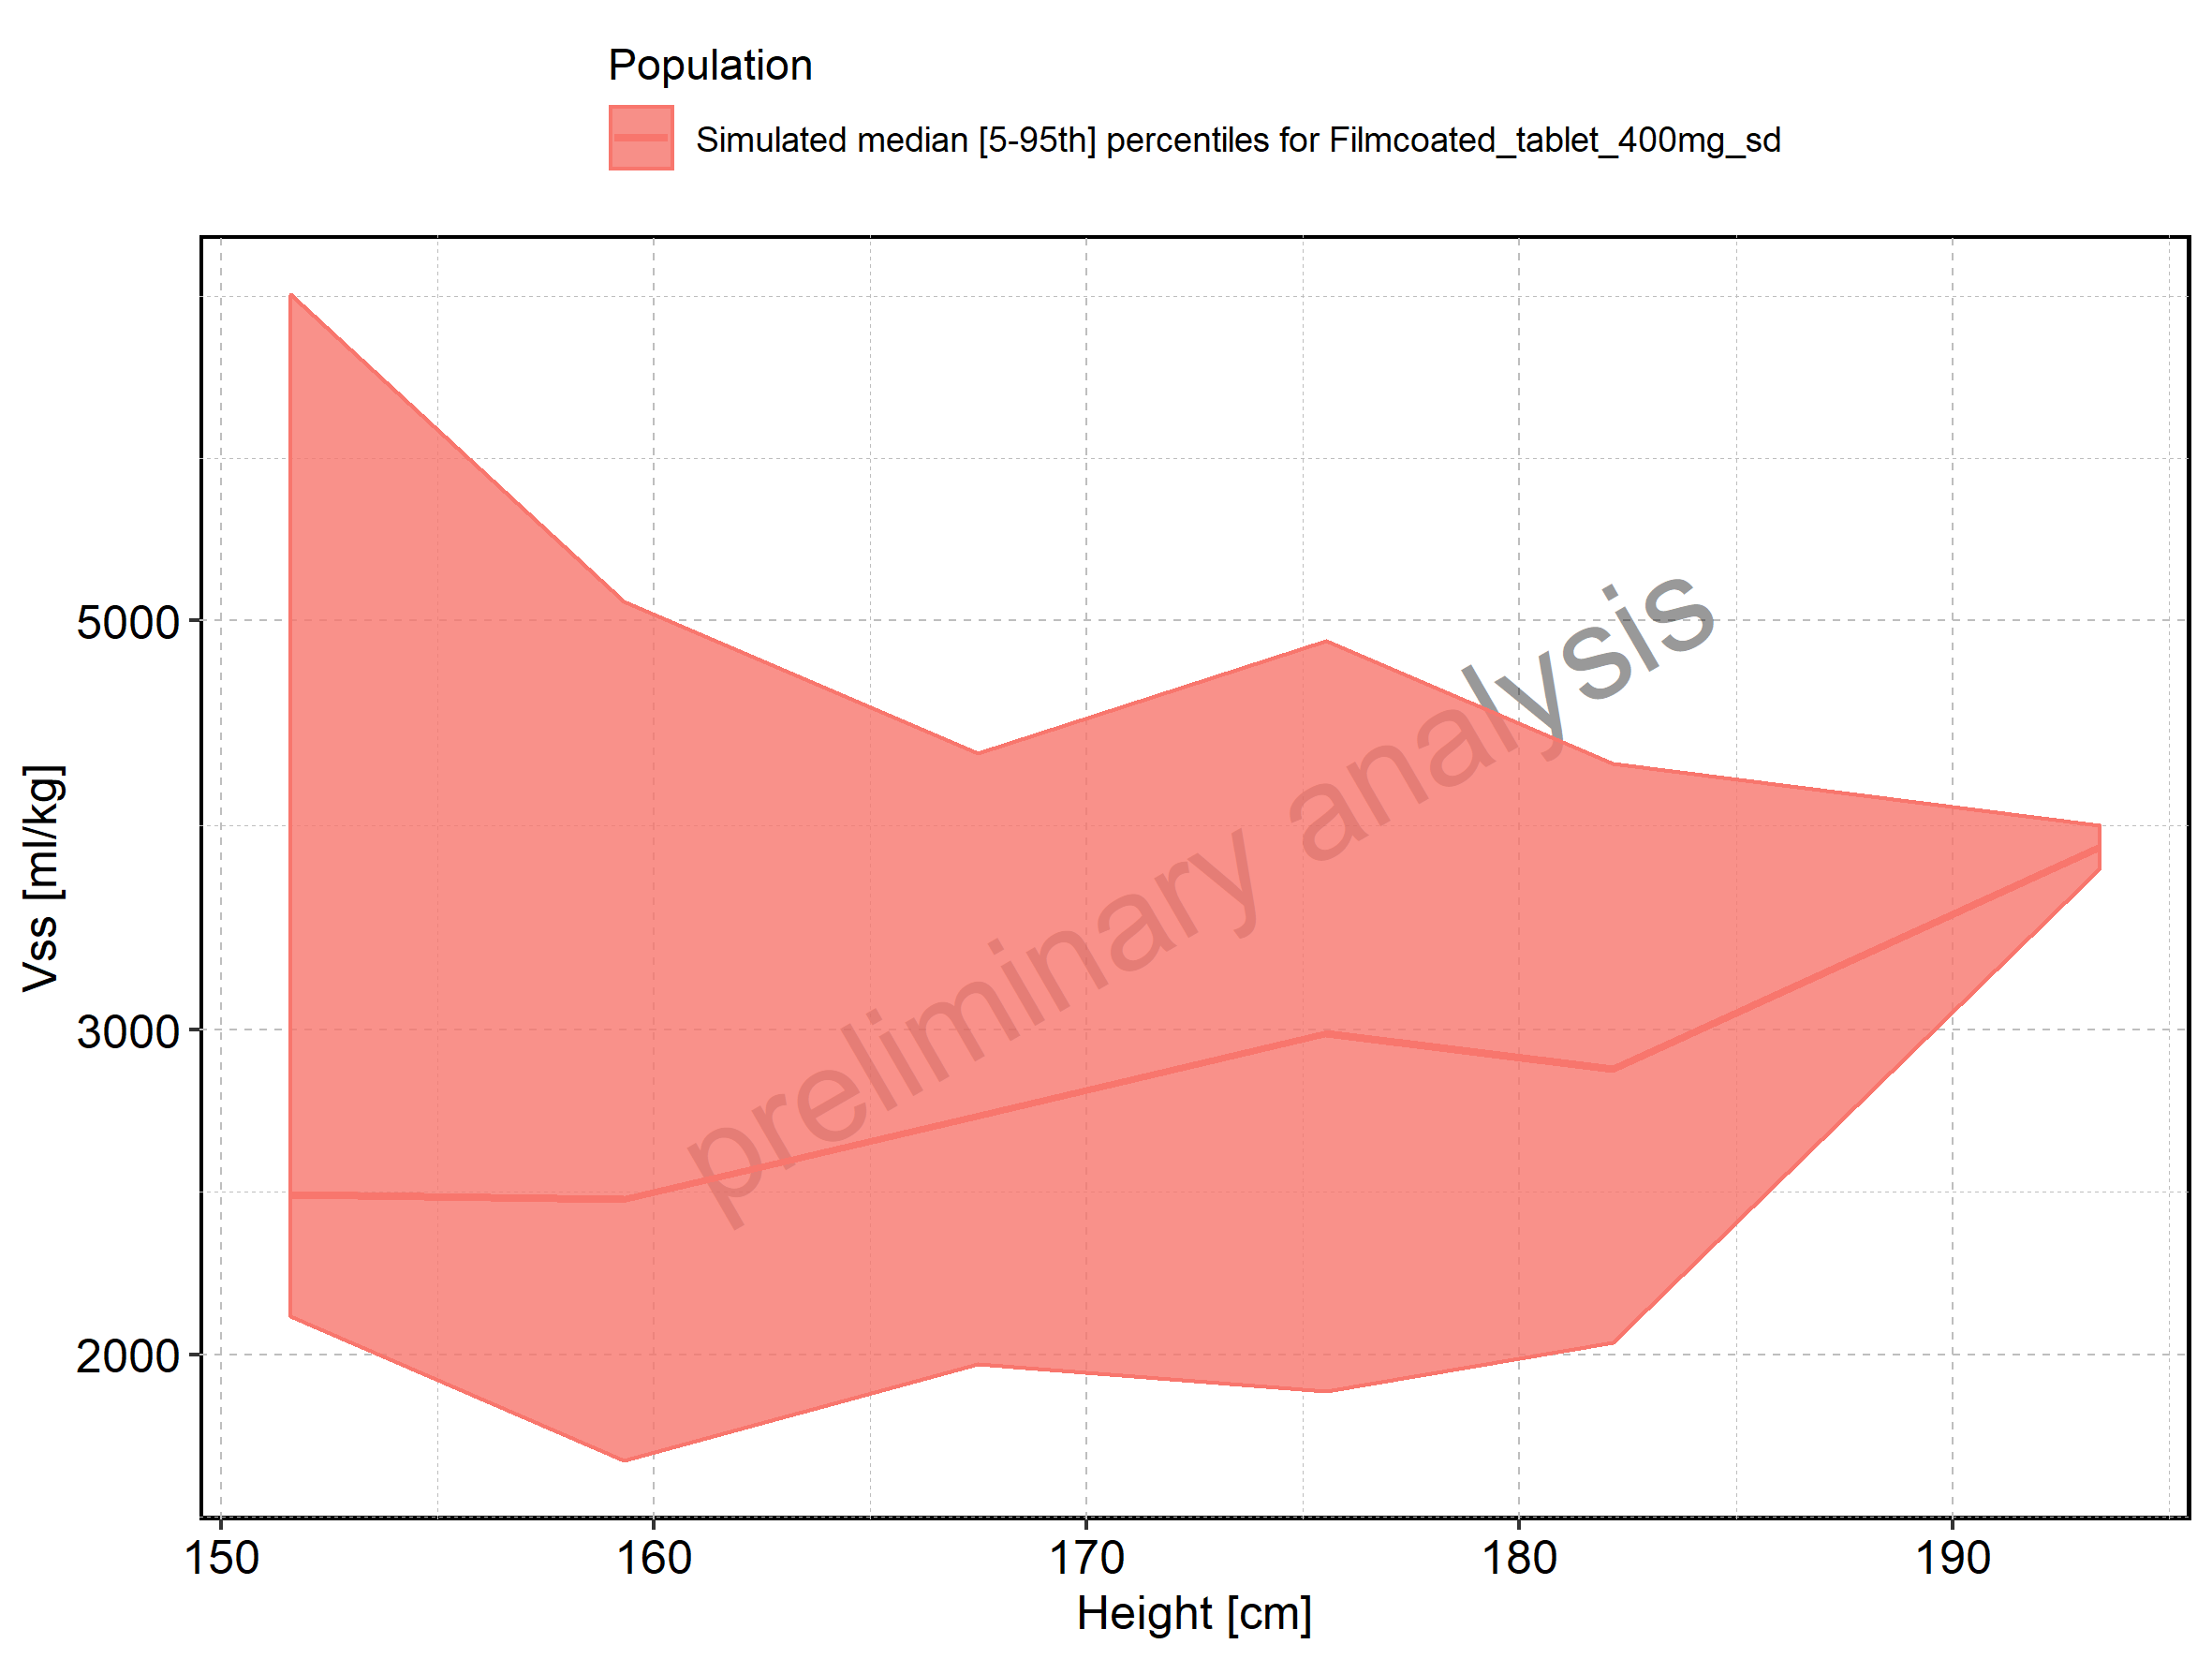 Population
Simulated median [5-95th] percentiles for Filmcoated_tablet_400mg_sd
5000
3000
2000
Vss [ml/kg]
preliminary analysis
150 160 170 180 190
Height [cm]